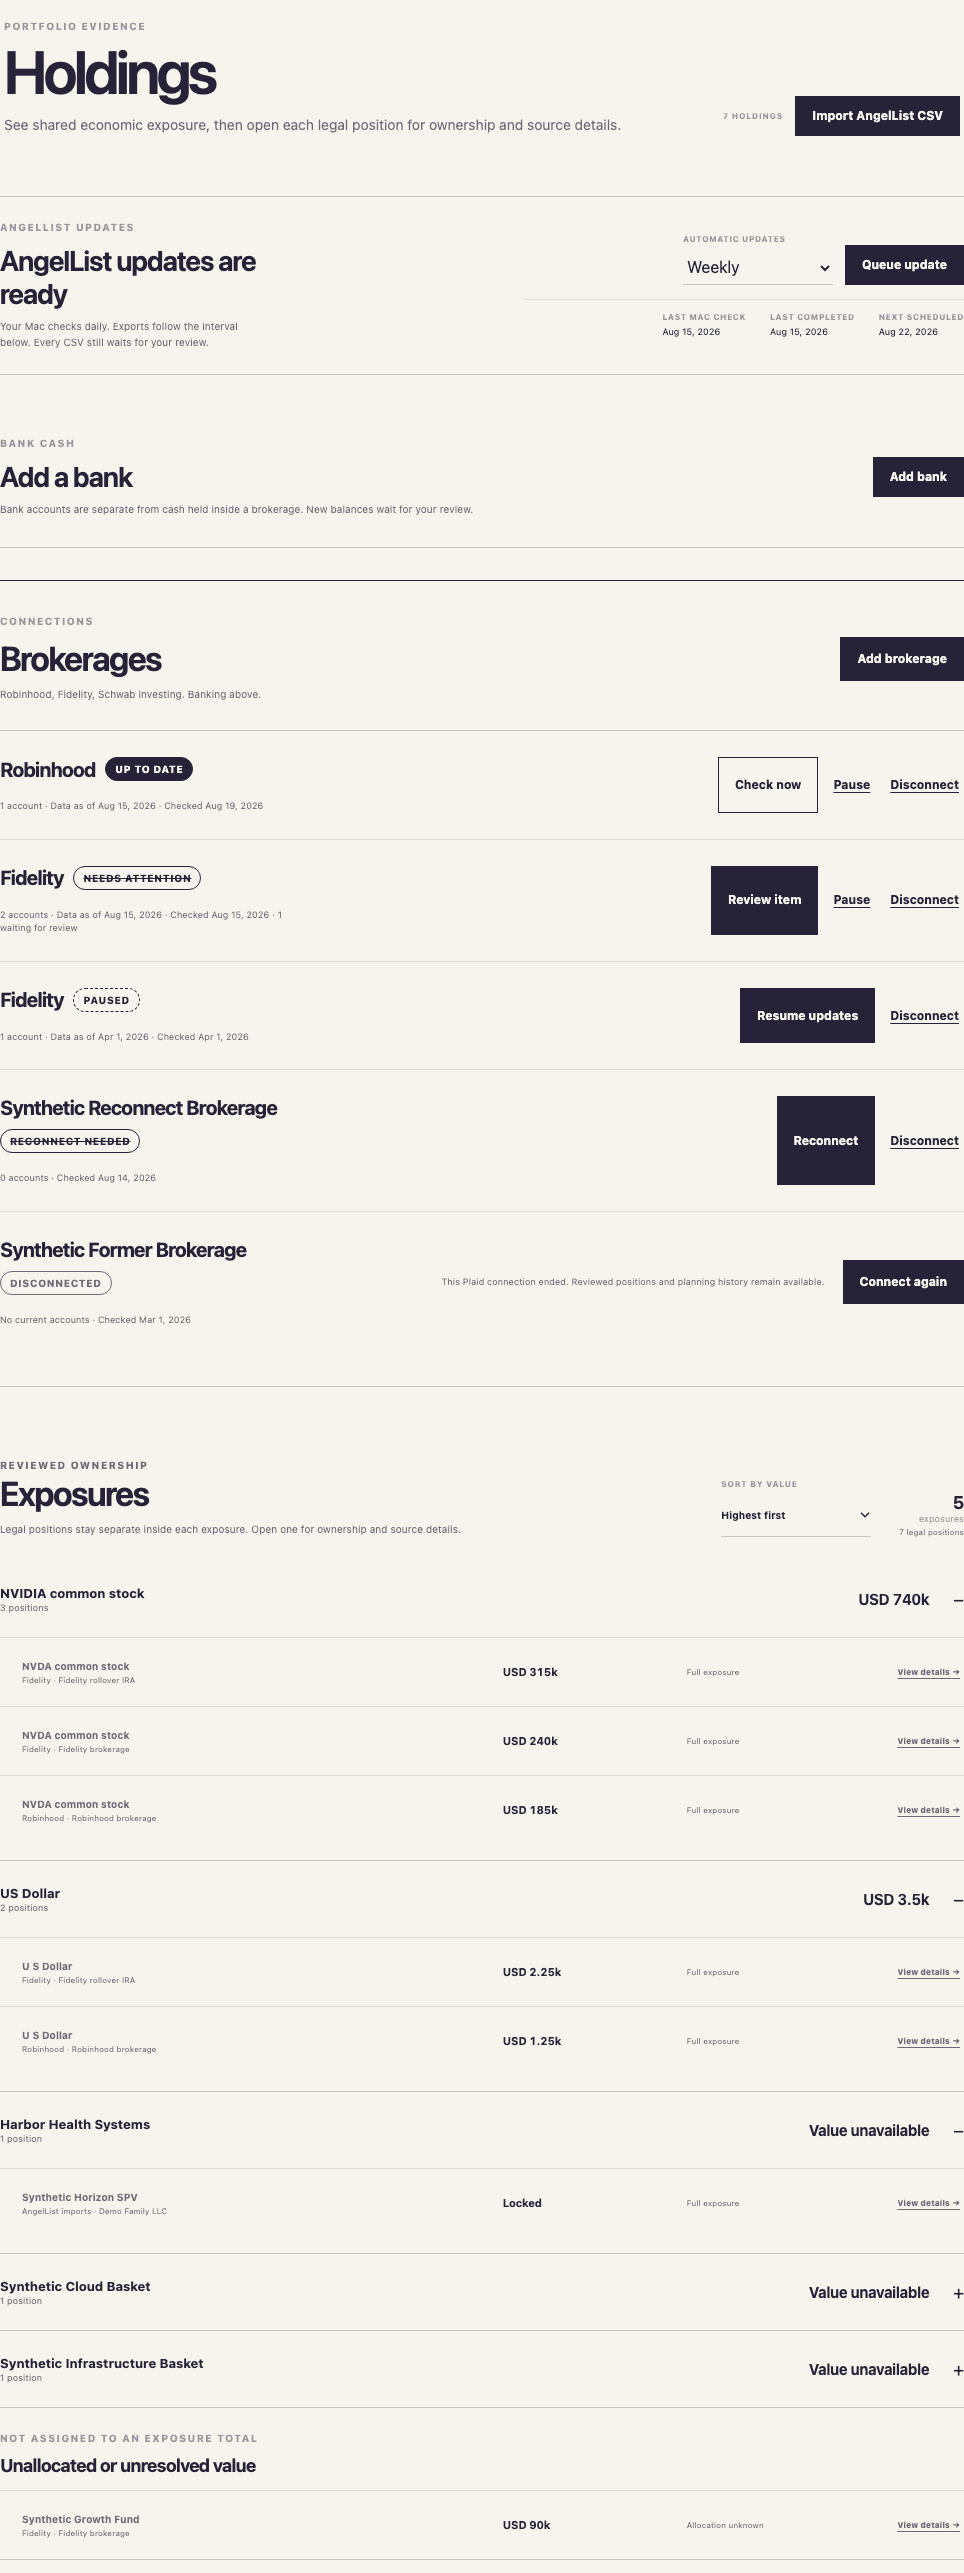 PORTFOLIO EVIDENCE
Holdings
See shared economic exposure, then open each legal position for ownership and source details.
7 HOLDINGS
Import AngelList CSV
ANGELLIST UPDATES
AngelList updates are
ready
Your Mac checks daily. Exports follow the interval
below. Every CSV still waits for your review.
AUTOMATIC UPDATES
Weekly
Queue update
LAST MAC CHECK
Aug 15, 2026
LAST COMPLETED
Aug 15, 2026
NEXT SCHEDULED
Aug 22, 2026
BANK CASH
Add a bank
Bank accounts are separate from cash held inside a brokerage. New balances wait for your review.
Add bank
CONNECTIONS
Brokerages
Robinhood, Fidelity, Schwab investing. Banking above.
Add brokerage
Robinhood UP TO DATE
1 account · Data as of Aug 15, 2026 · Checked Aug 19, 2026
Check now Pause Disconnect
Fidelity NEEDS ATTENTION
2 accounts · Data as of Aug 15, 2026 · Checked Aug 15, 2026 · 1
waiting for review
Review item Pause Disconnect
Fidelity PAUSED
1 account · Data as of Apr 1, 2026 · Checked Apr 1, 2026
Resume updates Disconnect
Synthetic Reconnect Brokerage
RECONNECT NEEDED
0 accounts · Checked Aug 14, 2026
Reconnect Disconnect
Synthetic Former Brokerage
DISCONNECTED
No current accounts · Checked Mar 1, 2026
This Plaid connection ended. Reviewed positions and planning history remain available.
Connect again
REVIEWED OWNERSHIP
Exposures
Legal positions stay separate inside each exposure. Open one for ownership and source details.
SORT BY VALUE
Highest first
5
exposures
7 legal positions
NVIDIA common stock
3 positions
USD 740k −
NVDA common stock
Fidelity · Fidelity rollover IRA
USD 315k
Full exposure
View details →
NVDA common stock
Fidelity · Fidelity brokerage
USD 240k
Full exposure
View details →
NVDA common stock
Robinhood · Robinhood brokerage
USD 185k
Full exposure
View details →
US Dollar
2 positions
USD 3.5k −
U S Dollar
Fidelity · Fidelity rollover IRA
USD 2.25k
Full exposure
View details →
U S Dollar
Robinhood · Robinhood brokerage
USD 1.25k
Full exposure
View details →
Harbor Health Systems
1 position
Value unavailable −
Synthetic Horizon SPV
AngelList imports · Demo Family LLC
Locked
Full exposure
View details →
Synthetic Cloud Basket
1 position
Value unavailable +
Synthetic Infrastructure Basket
1 position
Value unavailable +
NOT ASSIGNED TO AN EXPOSURE TOTAL
Unallocated or unresolved value
Synthetic Growth Fund
Fidelity · Fidelity brokerage
USD 90k
Allocation unknown
View details →